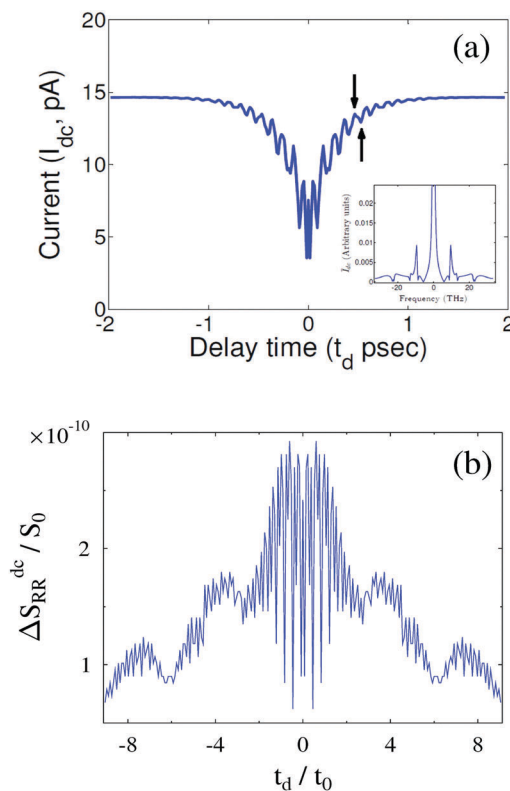 20
(a)
15
10
5
0
Current (I_dc, pA)
-2 -1 0 1 2
Delay time (t_d psec)
0.02
0.015
0.01
0.005
0
I_dc (Arbitrary units)
-20 0 20
Frequency (THz)
×10^-10
(b)
2
1
ΔS_RR^dc / S_0
-8 -4 0 4 8
t_d / t_0